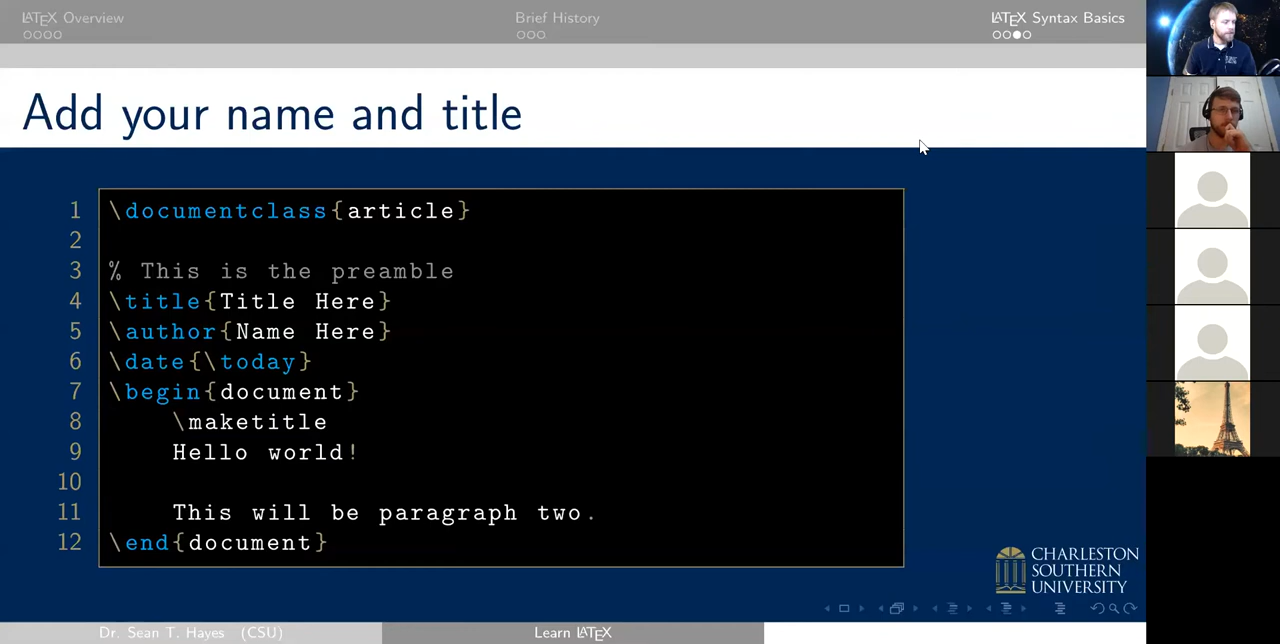 LATEX Overview
Brief History
LATEX Syntax Basics
Add your name and title
1 \documentclass{article}
2
3 % This is the preamble
4 \title{Title Here}
5 \author{Name Here}
6 \date{\today}
7 \begin{document}
8     \maketitle
9     Hello world!
10
11     This will be paragraph two.
12 \end{document}
CHARLESTON
SOUTHERN
UNIVERSITY
Dr. Sean T. Hayes (CSU)
Learn LATEX